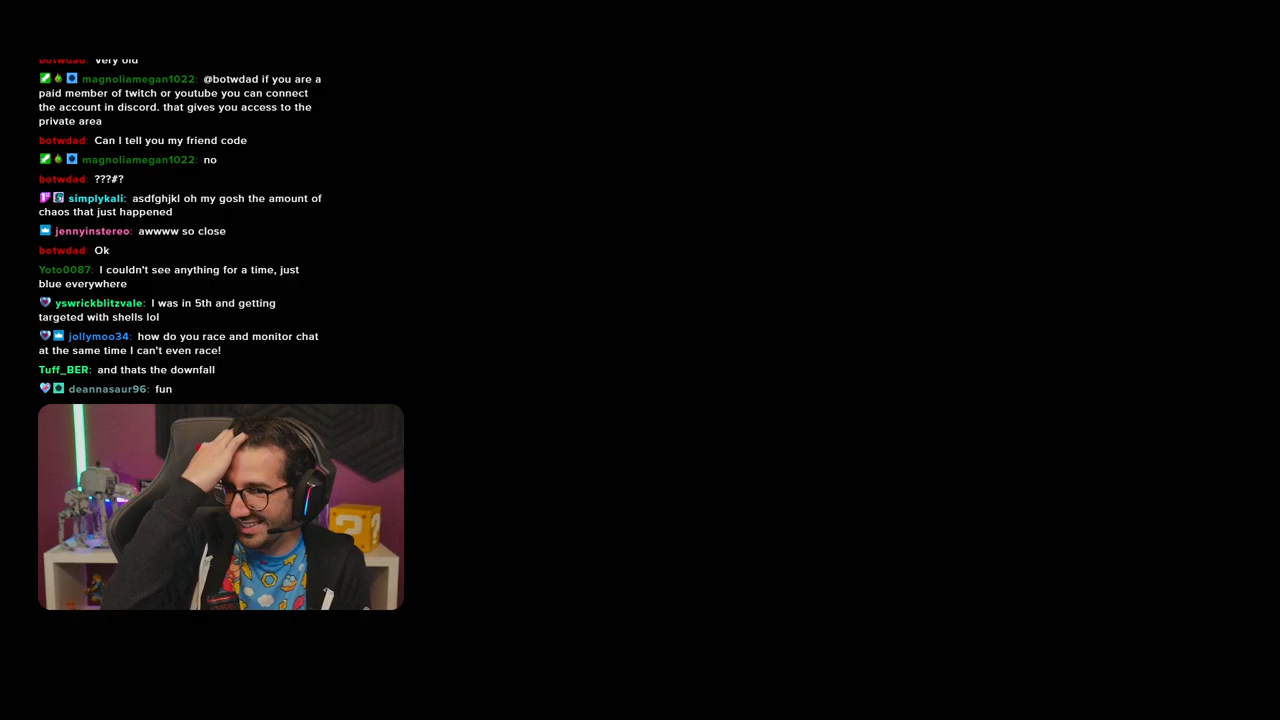 botwdad: Very old
magnoliamegan1022: @botwdad if you are a
paid member of twitch or youtube you can connect
the account in discord. that gives you access to the
private area
botwdad: Can I tell you my friend code
magnoliamegan1022: no
botwdad: ???#?
simplykali: asdfghjkl oh my gosh the amount of
chaos that just happened
jennyinstereo: awwww so close
botwdad: Ok
Yoto0087: I couldn't see anything for a time, just
blue everywhere
yswrickblitzvale: I was in 5th and getting
targeted with shells lol
jollymoo34: how do you race and monitor chat
at the same time I can't even race!
Tuff_BER: and thats the downfall
deannasaur96: fun